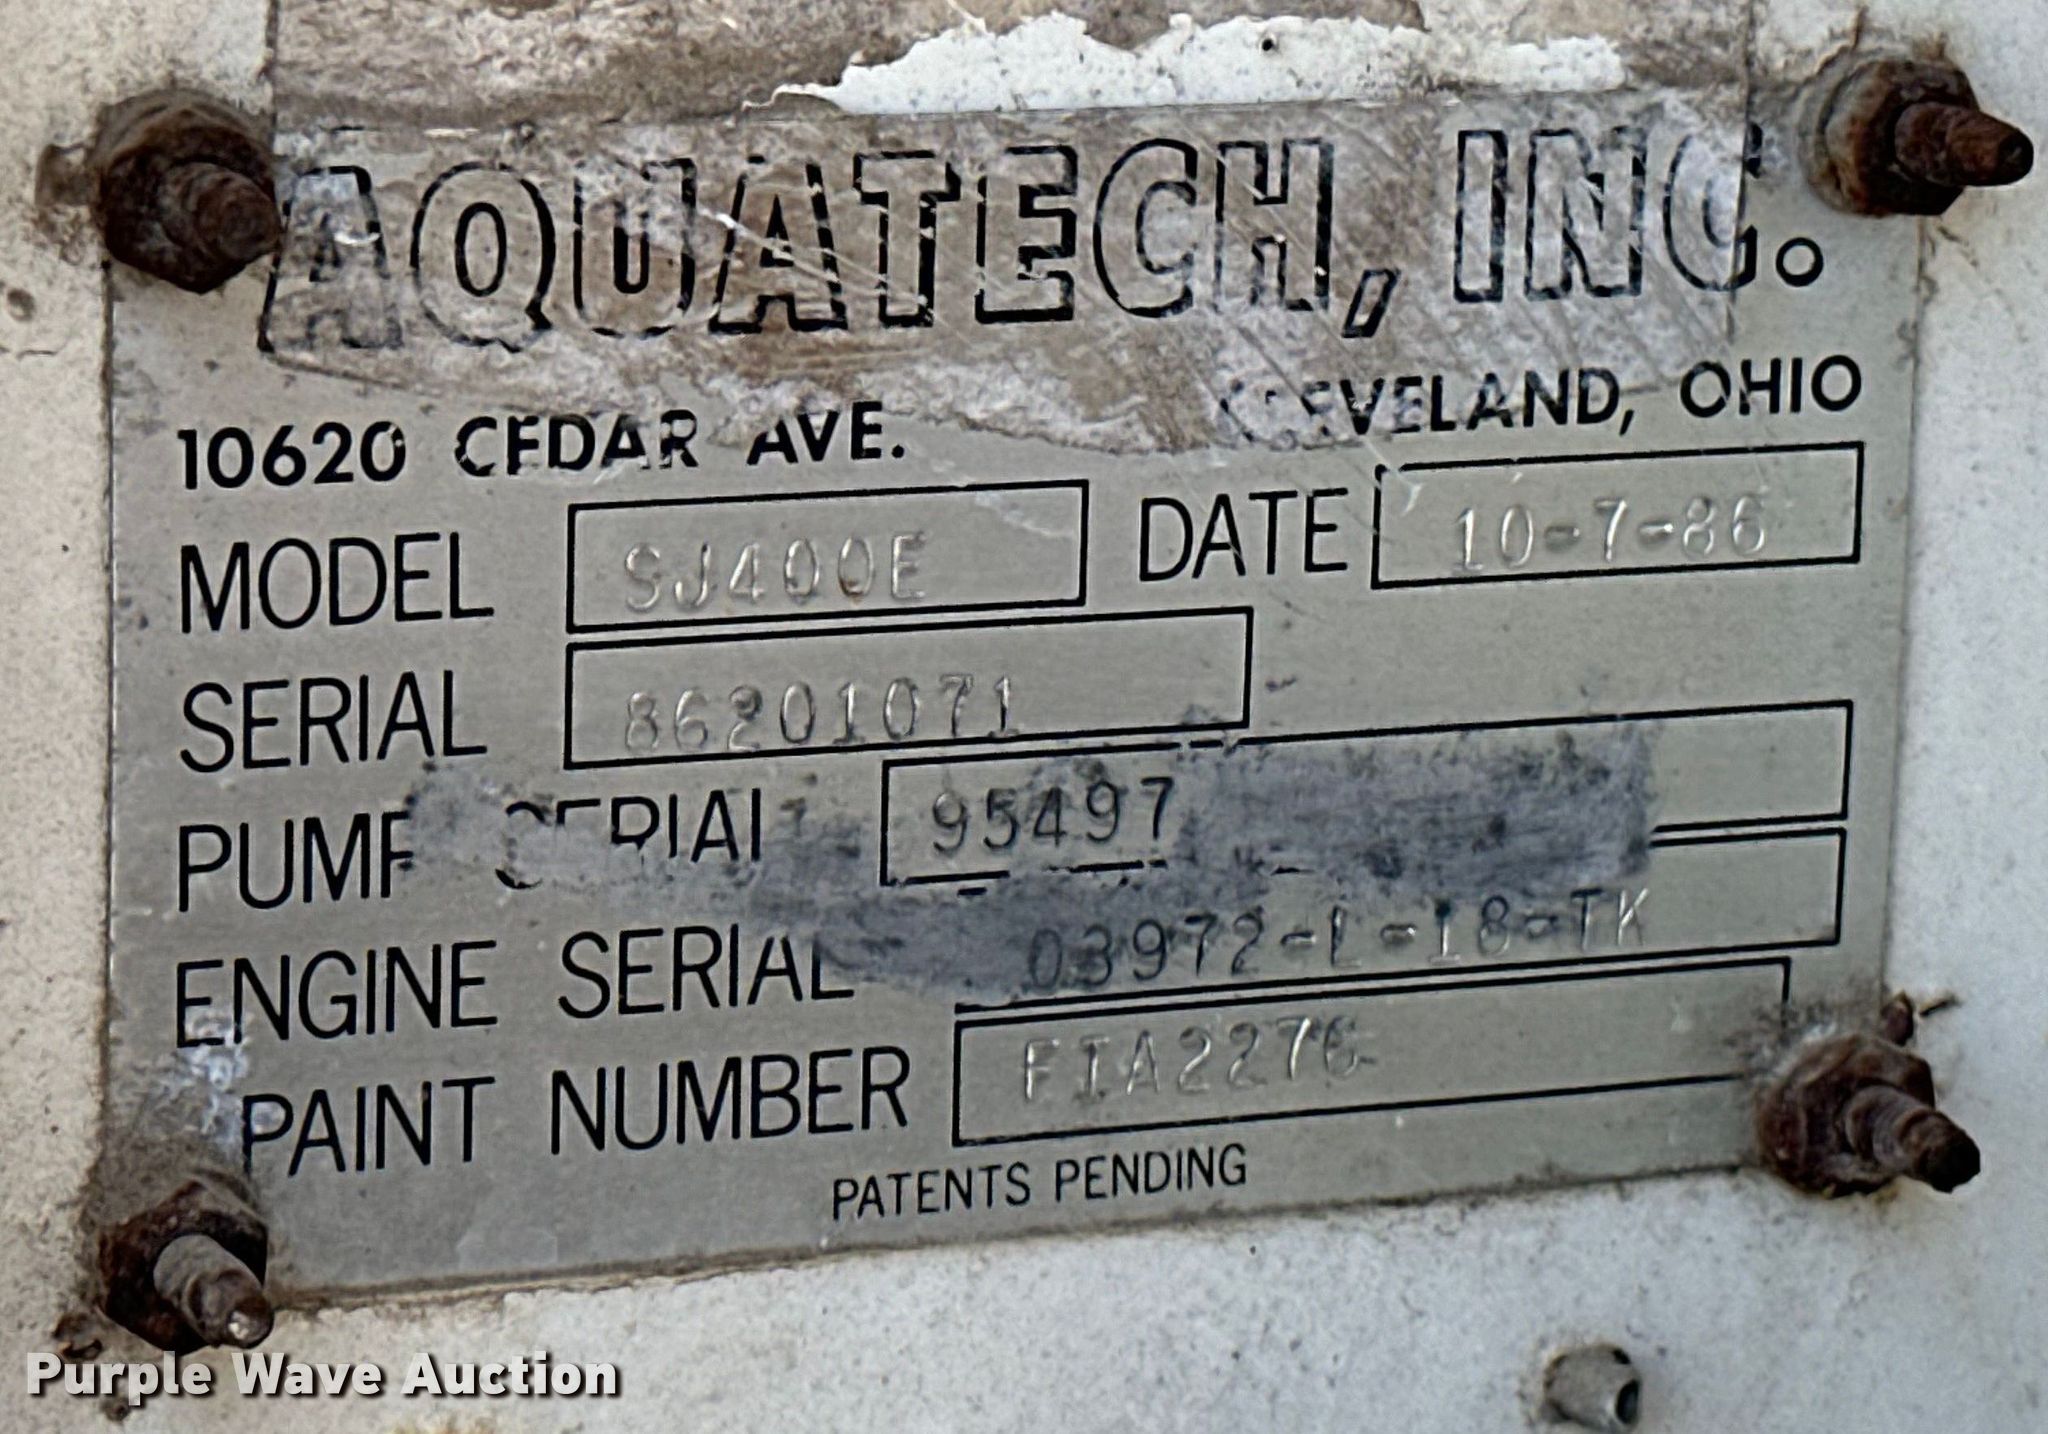 AQUATECH, INC.
10620 CEDAR AVE. CLEVELAND, OHIO
MODEL SJ400E DATE 10-7-86
SERIAL 86201071
PUMP SERIAL 95497
ENGINE SERIAL 03972-L-18-TK
PAINT NUMBER FIA2276
PATENTS PENDING
Purple Wave Auction